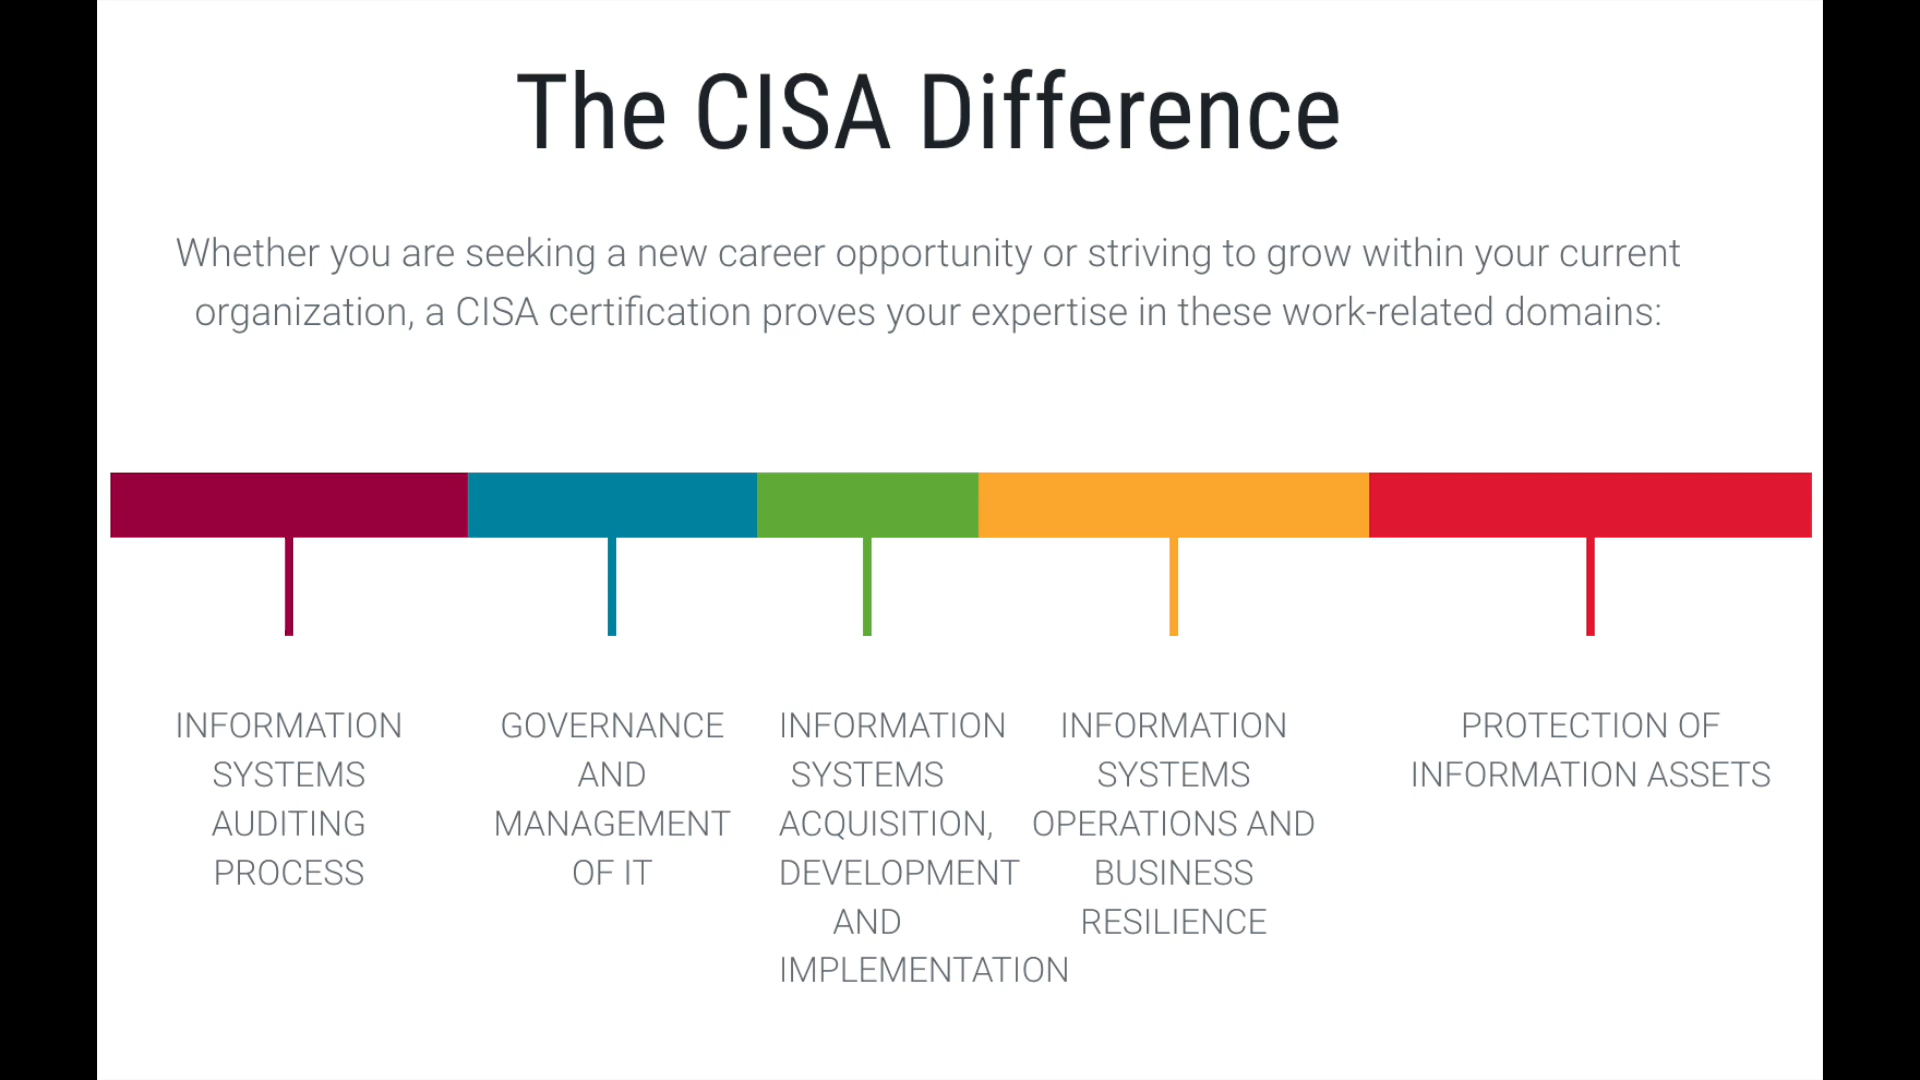 The CISA Difference
Whether you are seeking a new career opportunity or striving to grow within your current
organization, a CISA certification proves your expertise in these work-related domains:
INFORMATION
SYSTEMS
AUDITING
PROCESS
GOVERNANCE
AND
MANAGEMENT
OF IT
INFORMATION
SYSTEMS
ACQUISITION,
DEVELOPMENT
AND
IMPLEMENTATION
INFORMATION
SYSTEMS
OPERATIONS AND
BUSINESS
RESILIENCE
PROTECTION OF
INFORMATION ASSETS